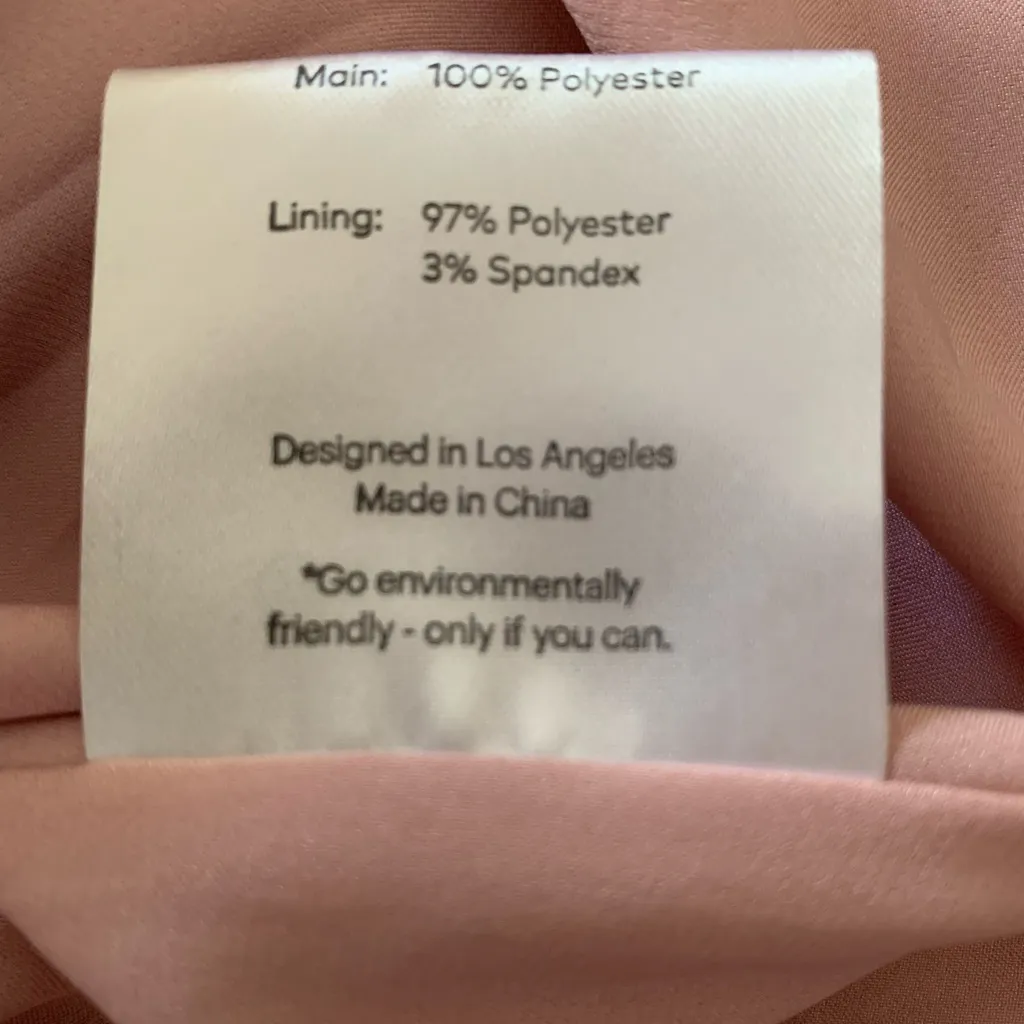 Main: 100% Polyester
Lining: 97% Polyester
3% Spandex
Designed in Los Angeles
Made in China
*Go environmentally
friendly - only if you can.